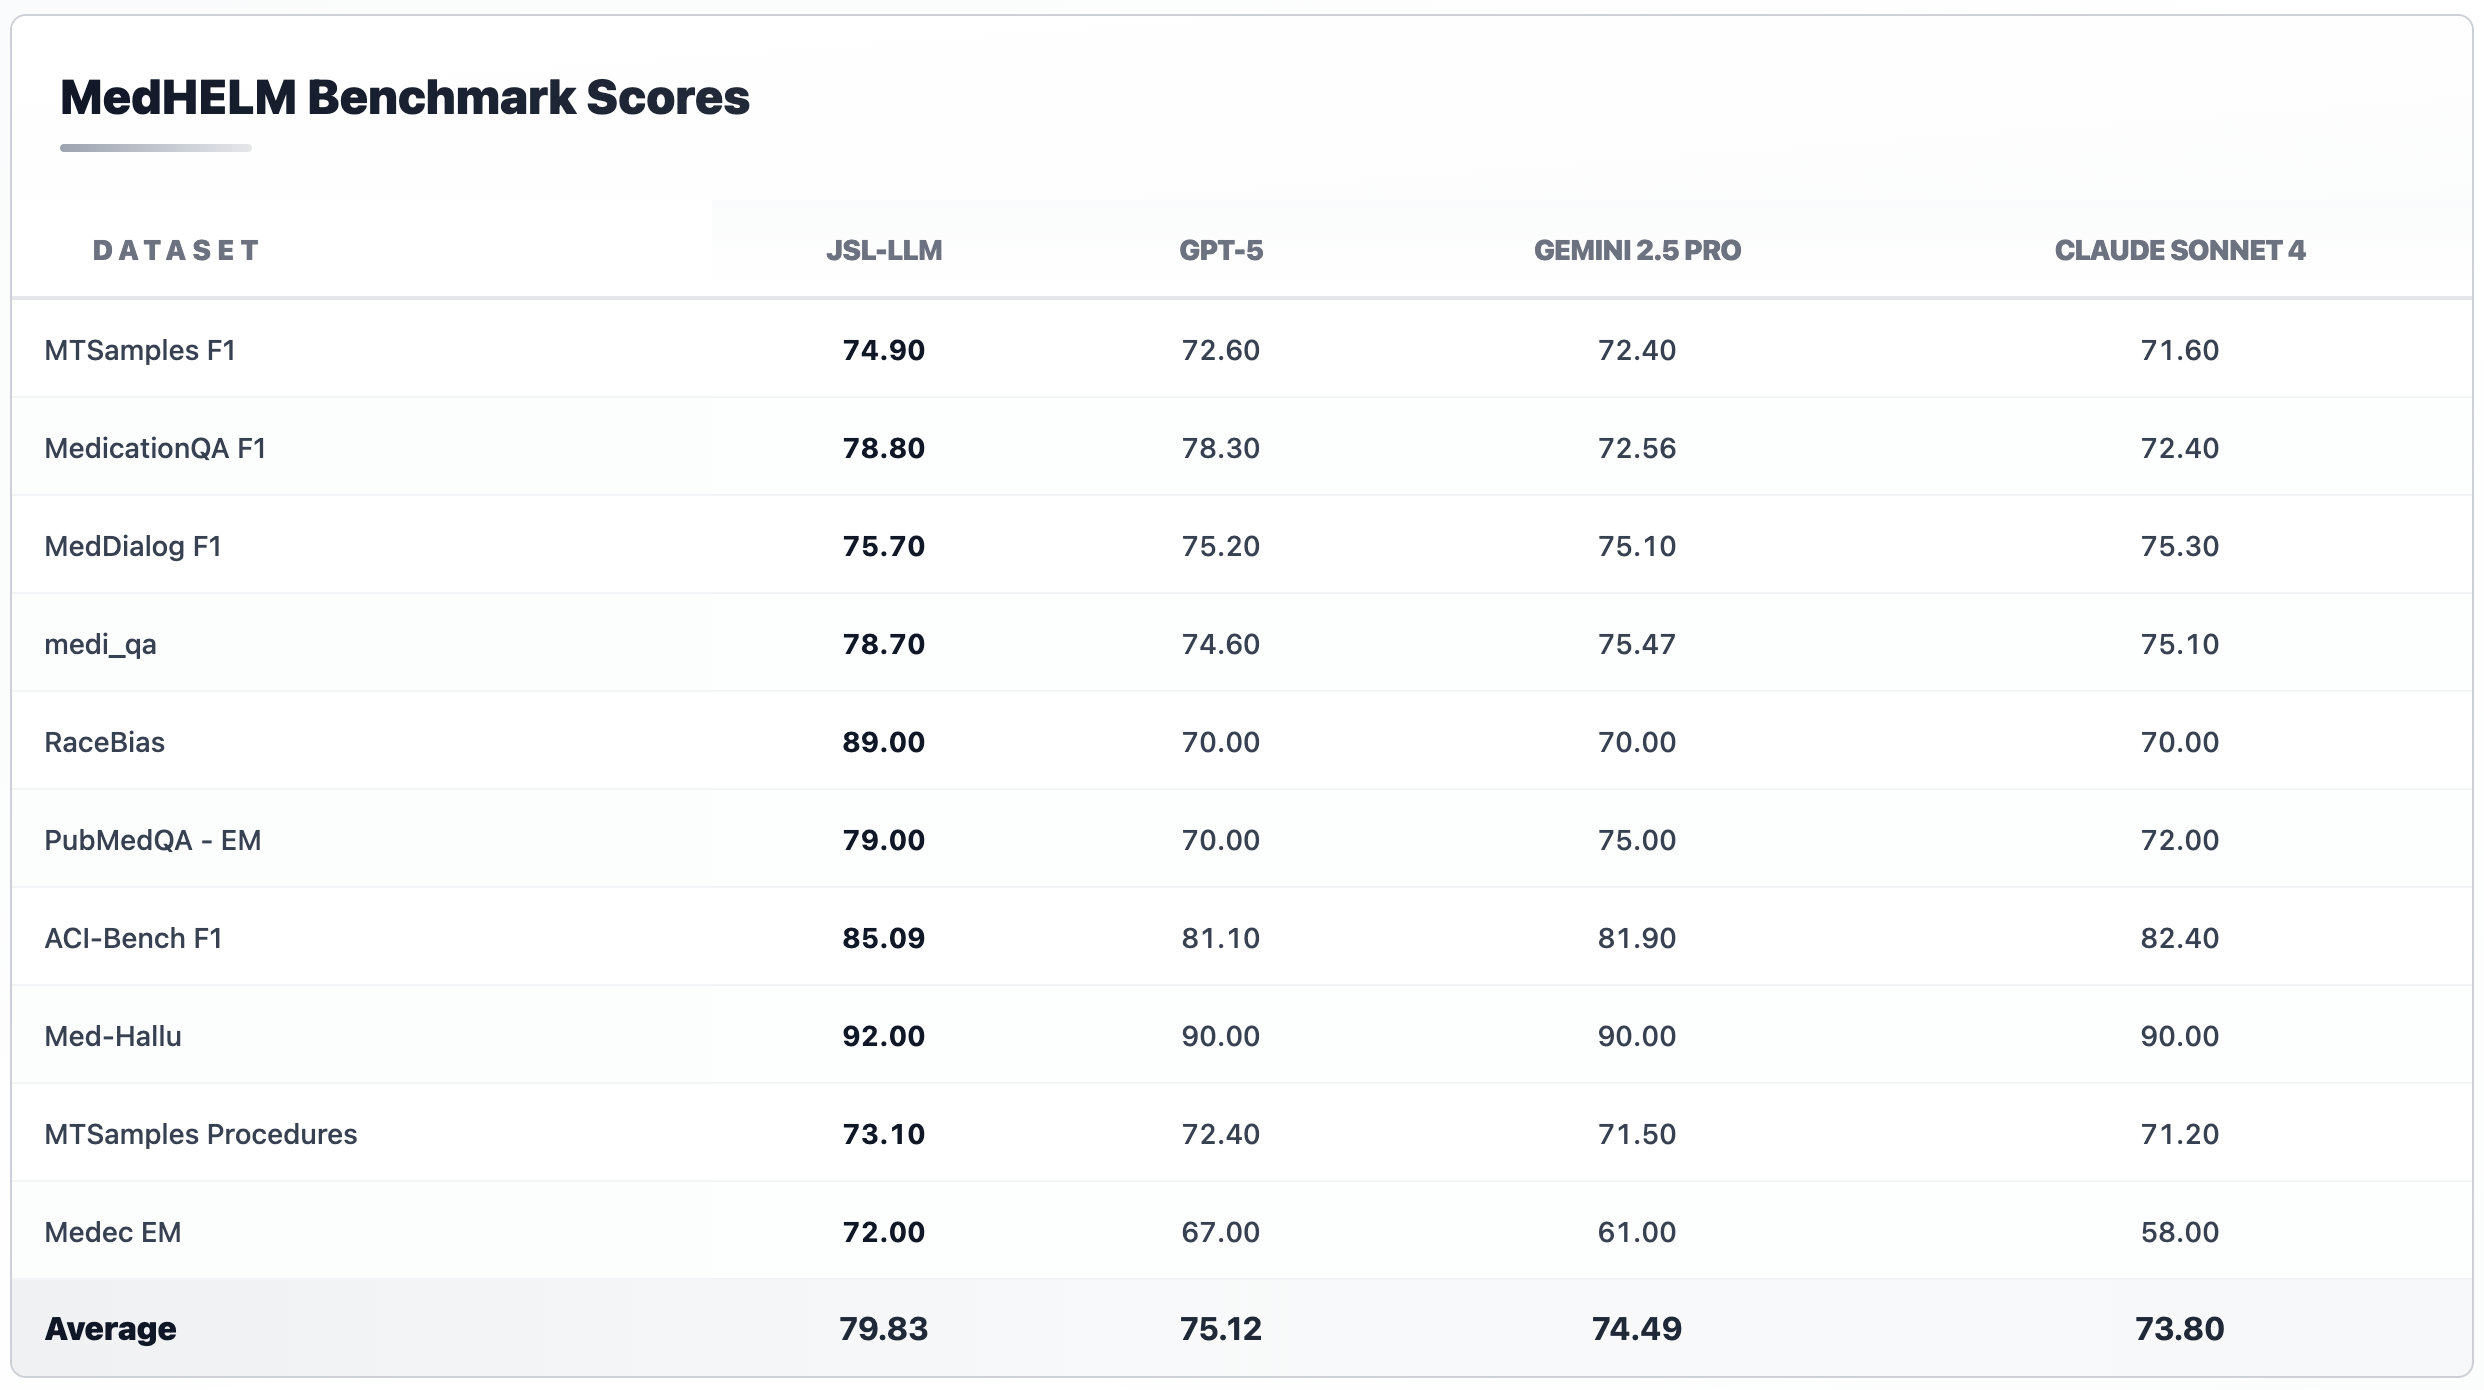 MedHELM Benchmark Scores
DATASET JSL-LLM GPT-5 GEMINI 2.5 PRO CLAUDE SONNET 4
MTSamples F1 74.90 72.60 72.40 71.60
MedicationQA F1 78.80 78.30 72.56 72.40
MedDialog F1 75.70 75.20 75.10 75.30
medi_qa 78.70 74.60 75.47 75.10
RaceBias 89.00 70.00 70.00 70.00
PubMedQA - EM 79.00 70.00 75.00 72.00
ACI-Bench F1 85.09 81.10 81.90 82.40
Med-Hallu 92.00 90.00 90.00 90.00
MTSamples Procedures 73.10 72.40 71.50 71.20
Medec EM 72.00 67.00 61.00 58.00
Average 79.83 75.12 74.49 73.80